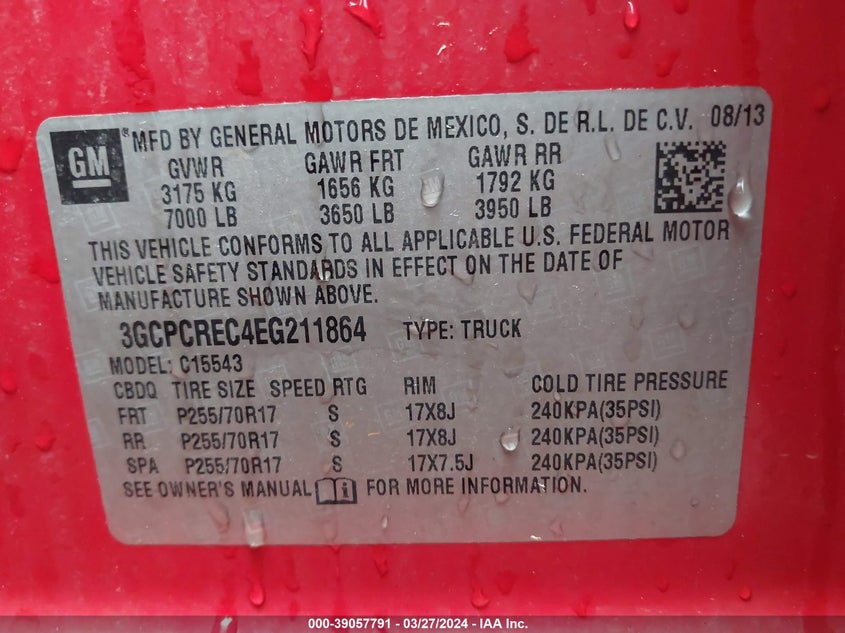 GM
® MFD BY GENERAL MOTORS DE MEXICO, S. DE R.L. DE C.V. 08/13
GVWR GAWR FRT GAWR RR
3175 KG 1656 KG 1792 KG
7000 LB 3650 LB 3950 LB
THIS VEHICLE CONFORMS TO ALL APPLICABLE U.S. FEDERAL MOTOR
VEHICLE SAFETY STANDARDS IN EFFECT ON THE DATE OF
MANUFACTURE SHOWN ABOVE.
3GCPCREC4EG211864 TYPE: TRUCK
MODEL: C15543
CBDQ TIRE SIZE SPEED RTG RIM COLD TIRE PRESSURE
FRT P255/70R17 S 17X8J 240KPA(35PSI)
RR P255/70R17 S 17X8J 240KPA(35PSI)
SPA P255/70R17 S 17X7.5J 240KPA(35PSI)
SEE OWNER'S MANUAL FOR MORE INFORMATION.
000-39057791 - 03/27/2024 - IAA Inc.